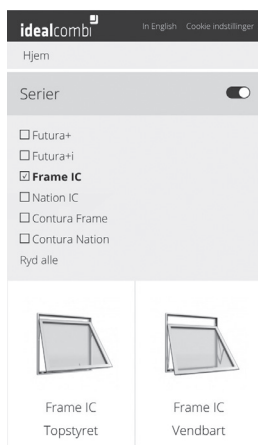 idealcombi
In English Cookie indstillinger
Hjem
Serier
Futura+
Futura+i
Frame IC
Nation IC
Contura Frame
Contura Nation
Ryd alle
Frame IC
Topstyret
Frame IC
Vendbart